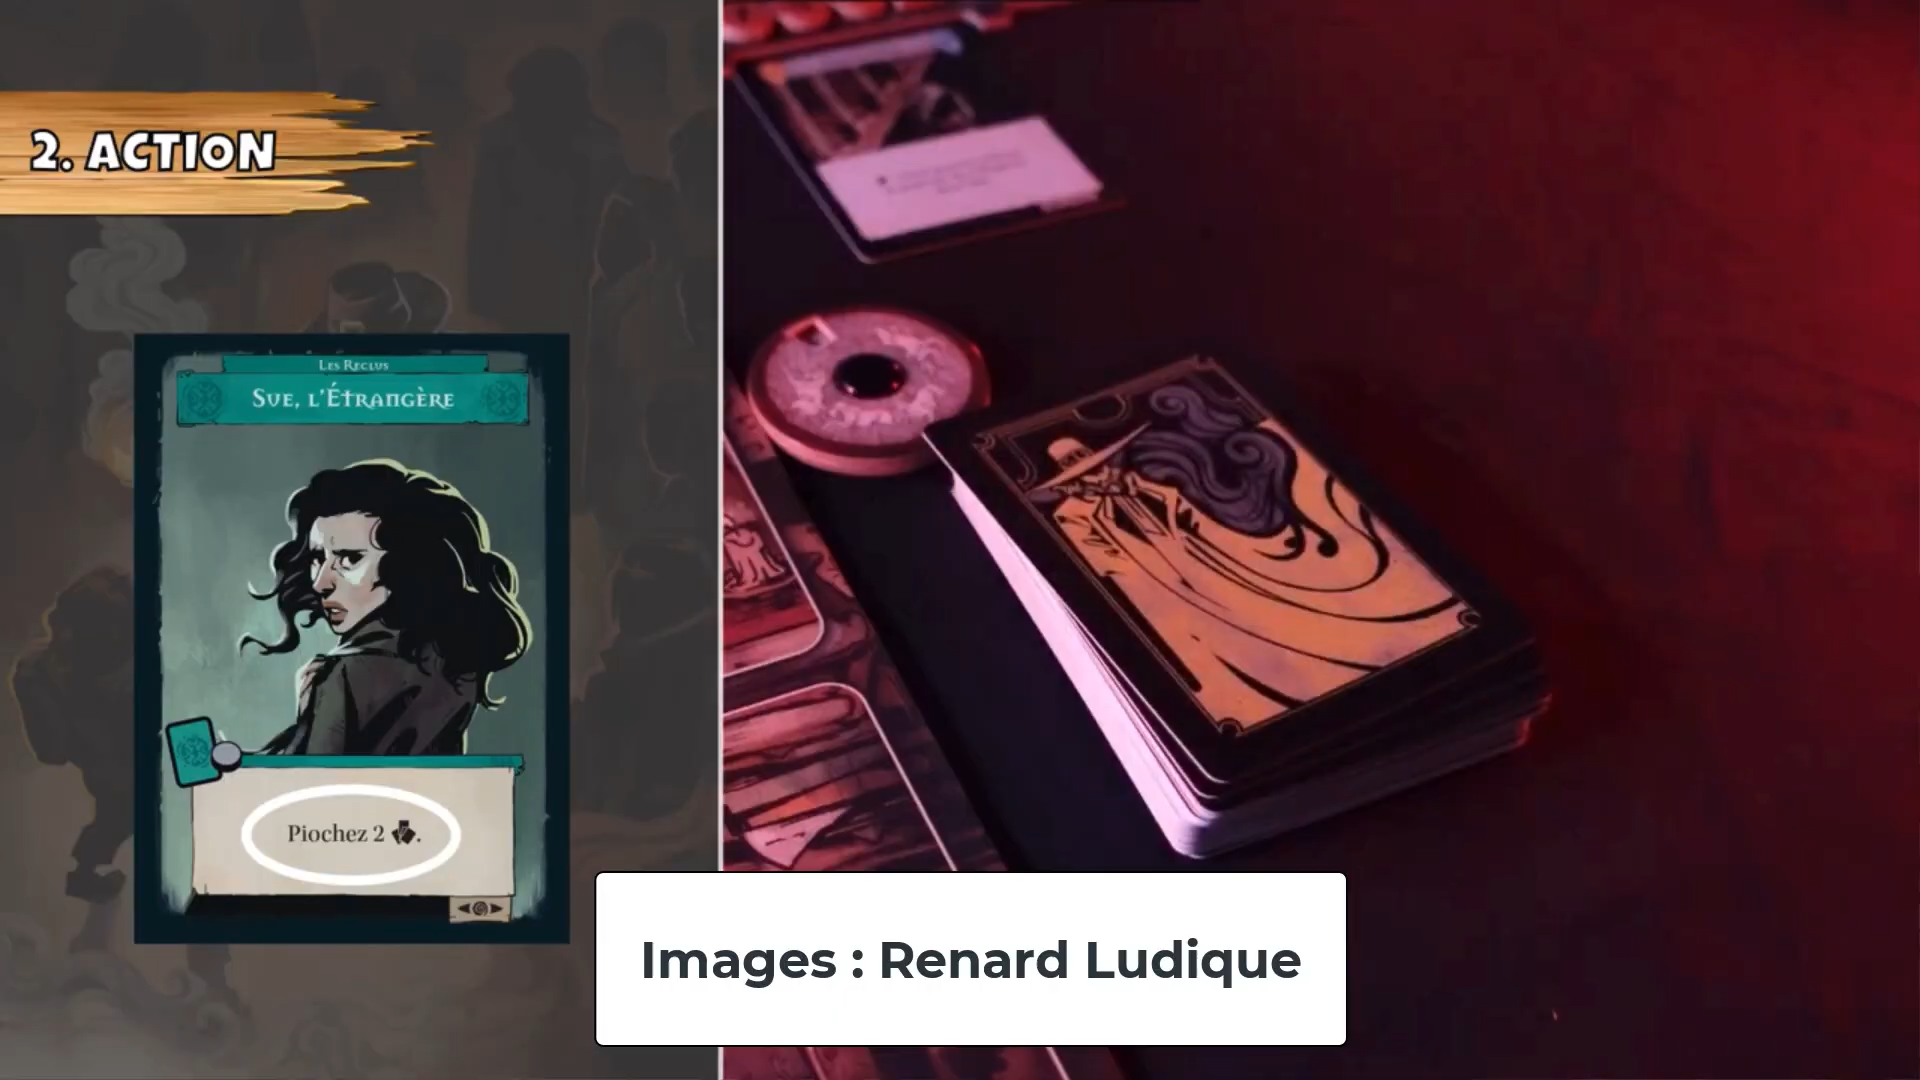 2. ACTION
Les Reclus
Sue, l'Étrangère
Piochez 2 .
Images : Renard Ludique